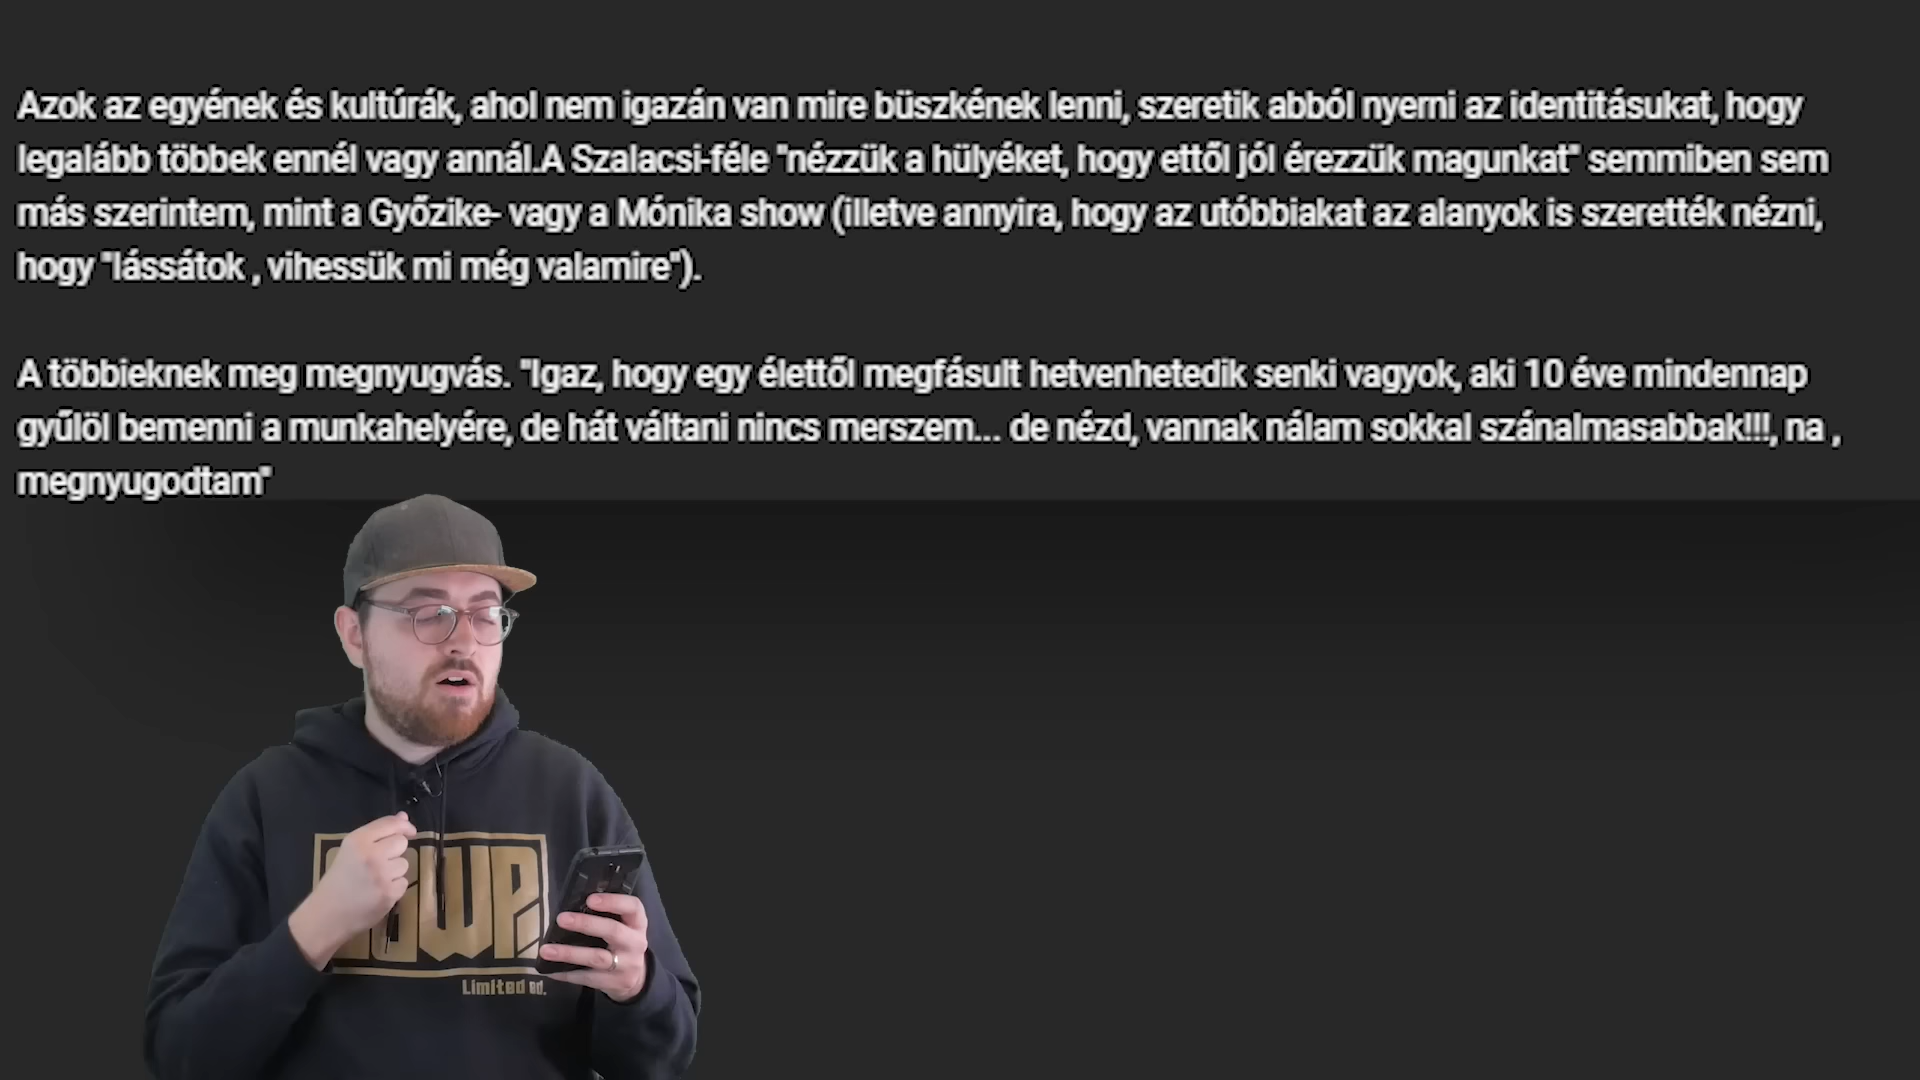 Azok az egyének és kultúrák, ahol nem igazán van mire büszkének lenni, szeretik abból nyerni az identitásukat, hogy
legalább többek ennél vagy annál.A Szalacsi-féle "nézzük a hülyéket, hogy ettől jól érezzük magunkat" semmiben sem
más szerintem, mint a Győzike- vagy a Mónika show (illetve annyira, hogy az utóbbiakat az alanyok is szerették nézni,
hogy "lássátok , vihessük mi még valamire").
A többieknek meg megnyugvás. "Igaz, hogy egy élettől megfásult hetvenhetedik senki vagyok, aki 10 éve mindennap
gyűlöl bemenni a munkahelyére, de hát váltani nincs merszem... de nézd, vannak nálam sokkal szánalmasabbak!!!, na ,
megnyugodtam"
Limited ed.